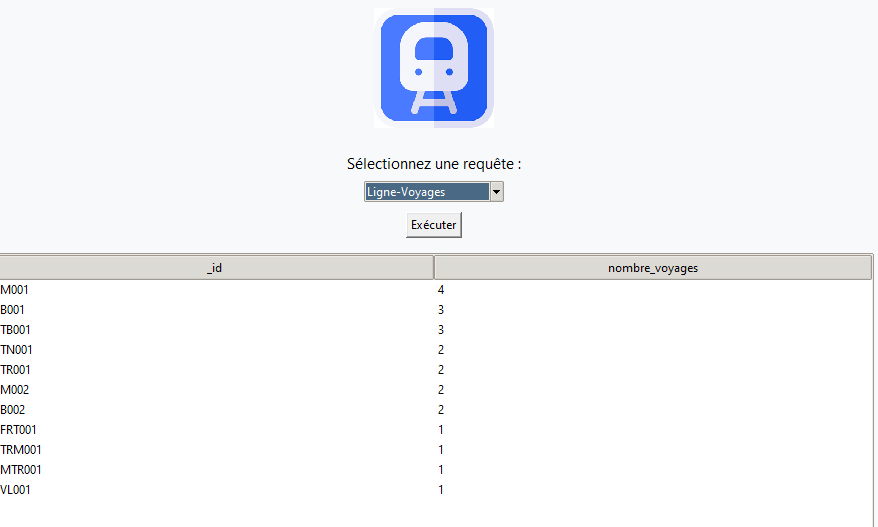 Sélectionnez une requête :
Ligne-Voyages
Exécuter
_id nombre_voyages
M001 4
B001 3
TB001 3
TN001 2
TR001 2
M002 2
B002 2
FRT001 1
TRM001 1
MTR001 1
VL001 1